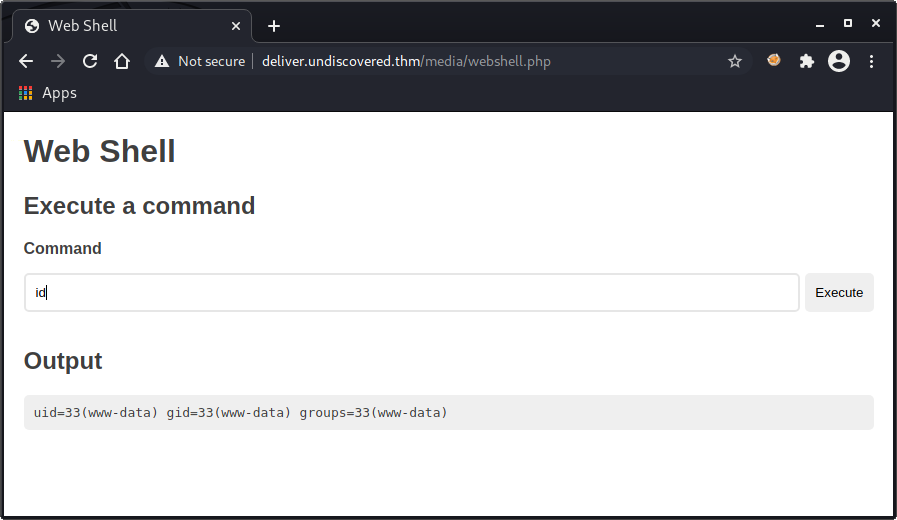 Web Shell
Not secure deliver.undiscovered.thm/media/webshell.php
Apps
Web Shell
Execute a command
Command
id Execute
Output
uid=33(www-data) gid=33(www-data) groups=33(www-data)